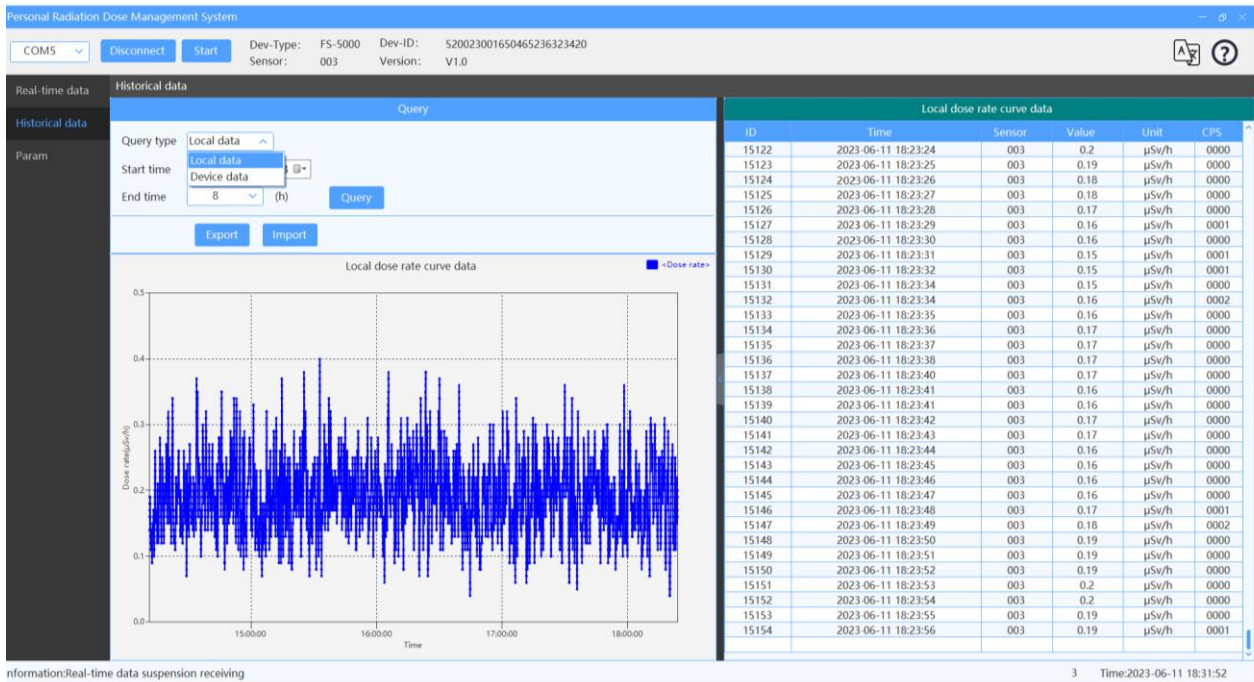 Personal Radiation Dose Management System
COM5 Disconnect Start Dev-Type: FS-5000 Dev-ID: 520023001650465236323420
Sensor: 003 Version: V1.0
Real-time data
Historical data
Param
Historical data
Query
Query type Local data
Local data
Device data
Start time
End time 8 (h) Query
Export Import
Local dose rate curve data
<Dose rate>
0.5
0.4
0.3
0.2
0.1
0.0
Dose rate(μSv/h)
15:00:00 16:00:00 17:00:00 18:00:00
Time
Local dose rate curve data
ID Time Sensor Value Unit CPS
15122 2023-06-11 18:23:24 003 0.2 μSv/h 0000
15123 2023-06-11 18:23:25 003 0.19 μSv/h 0000
15124 2023-06-11 18:23:26 003 0.18 μSv/h 0000
15125 2023-06-11 18:23:27 003 0.18 μSv/h 0000
15126 2023-06-11 18:23:28 003 0.17 μSv/h 0000
15127 2023-06-11 18:23:29 003 0.16 μSv/h 0001
15128 2023-06-11 18:23:30 003 0.16 μSv/h 0000
15129 2023-06-11 18:23:31 003 0.15 μSv/h 0001
15130 2023-06-11 18:23:32 003 0.15 μSv/h 0001
15131 2023-06-11 18:23:34 003 0.15 μSv/h 0000
15132 2023-06-11 18:23:34 003 0.16 μSv/h 0002
15133 2023-06-11 18:23:35 003 0.16 μSv/h 0000
15134 2023-06-11 18:23:36 003 0.17 μSv/h 0000
15135 2023-06-11 18:23:37 003 0.17 μSv/h 0000
15136 2023-06-11 18:23:38 003 0.17 μSv/h 0000
15137 2023-06-11 18:23:40 003 0.17 μSv/h 0000
15138 2023-06-11 18:23:41 003 0.16 μSv/h 0000
15139 2023-06-11 18:23:41 003 0.16 μSv/h 0000
15140 2023-06-11 18:23:42 003 0.17 μSv/h 0000
15141 2023-06-11 18:23:43 003 0.17 μSv/h 0000
15142 2023-06-11 18:23:44 003 0.16 μSv/h 0000
15143 2023-06-11 18:23:45 003 0.16 μSv/h 0000
15144 2023-06-11 18:23:46 003 0.16 μSv/h 0000
15145 2023-06-11 18:23:47 003 0.16 μSv/h 0000
15146 2023-06-11 18:23:48 003 0.17 μSv/h 0001
15147 2023-06-11 18:23:49 003 0.18 μSv/h 0002
15148 2023-06-11 18:23:50 003 0.19 μSv/h 0000
15149 2023-06-11 18:23:51 003 0.19 μSv/h 0000
15150 2023-06-11 18:23:52 003 0.19 μSv/h 0000
15151 2023-06-11 18:23:53 003 0.2 μSv/h 0000
15152 2023-06-11 18:23:54 003 0.2 μSv/h 0000
15153 2023-06-11 18:23:55 003 0.19 μSv/h 0000
15154 2023-06-11 18:23:56 003 0.19 μSv/h 0001
nformation:Real-time data suspension receiving 3 Time:2023-06-11 18:31:52